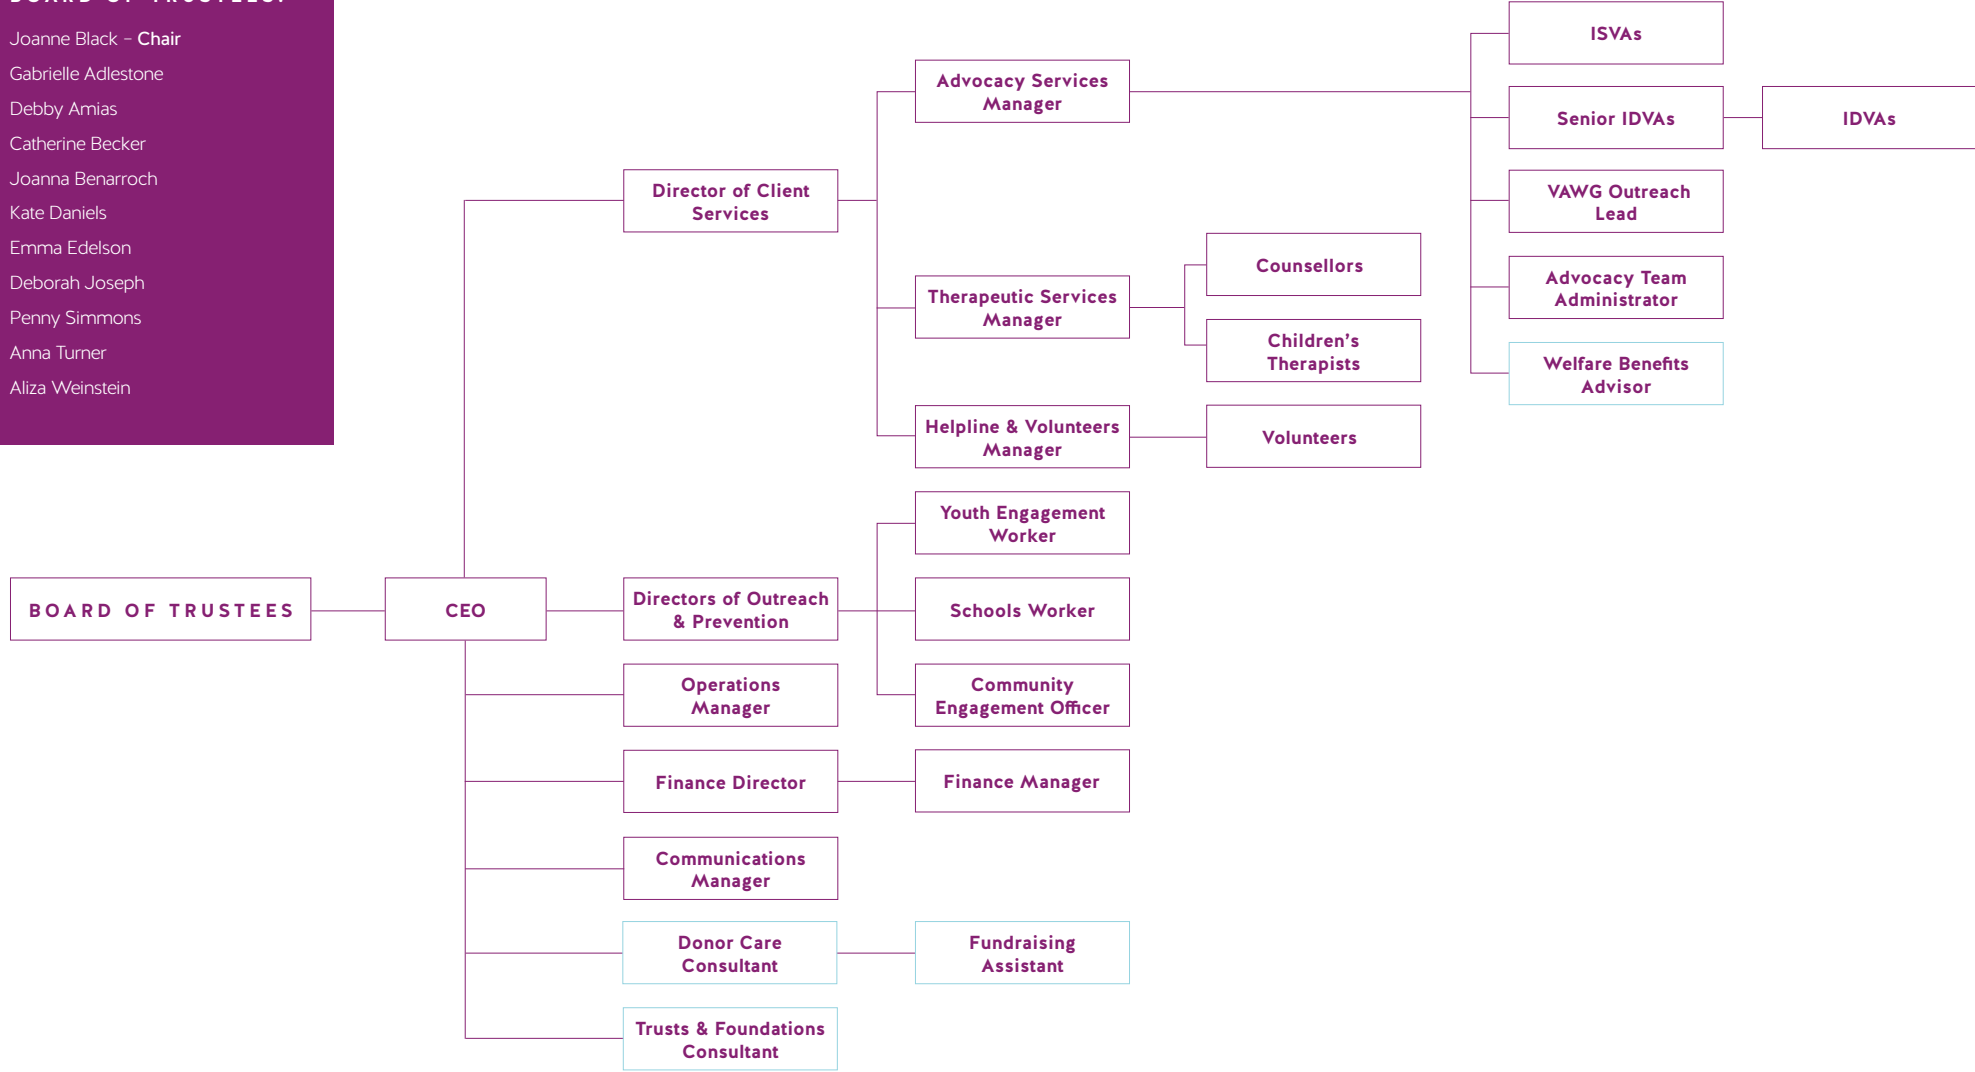 BOARD OF TRUSTEES:
Joanne Black – Chair
Gabrielle Adlestone
Debby Amias
Catherine Becker
Joanna Benarroch
Kate Daniels
Emma Edelson
Deborah Joseph
Penny Simmons
Anna Turner
Aliza Weinstein
BOARD OF TRUSTEES
CEO
Director of Client
Services
Directors of Outreach
& Prevention
Operations
Manager
Finance Director
Communications
Manager
Donor Care
Consultant
Trusts & Foundations
Consultant
Advocacy Services
Manager
Therapeutic Services
Manager
Helpline & Volunteers
Manager
Youth Engagement
Worker
Schools Worker
Community
Engagement Officer
Finance Manager
Fundraising
Assistant
Counsellors
Children’s
Therapists
Volunteers
ISVAs
Senior IDVAs
VAWG Outreach
Lead
Advocacy Team
Administrator
Welfare Benefits
Advisor
IDVAs